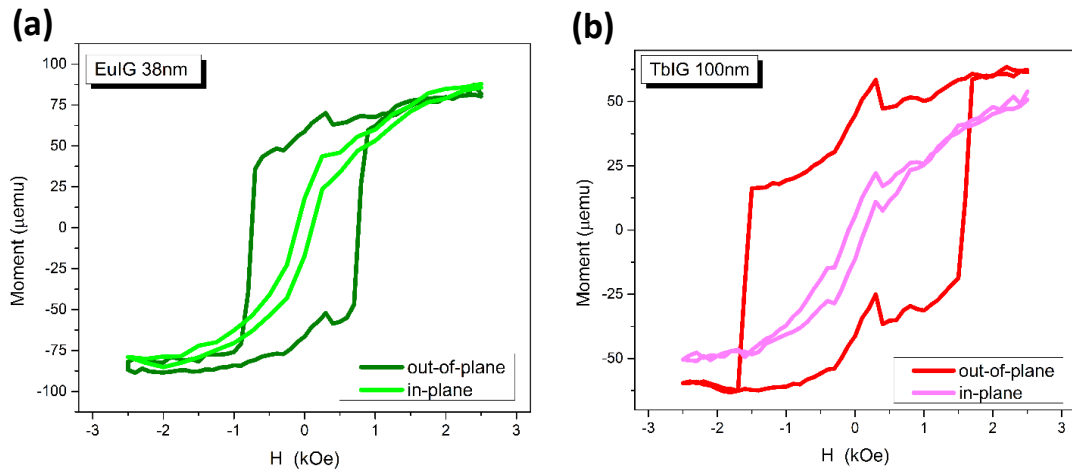 (a)
EuIG 38nm
Moment (μemu)
100
75
50
25
0
-25
-50
-75
-100
out-of-plane
in-plane
-3 -2 -1 0 1 2 3
H (kOe)
(b)
TbIG 100nm
Moment (μemu)
50
25
0
-25
-50
out-of-plane
in-plane
-3 -2 -1 0 1 2 3
H (kOe)